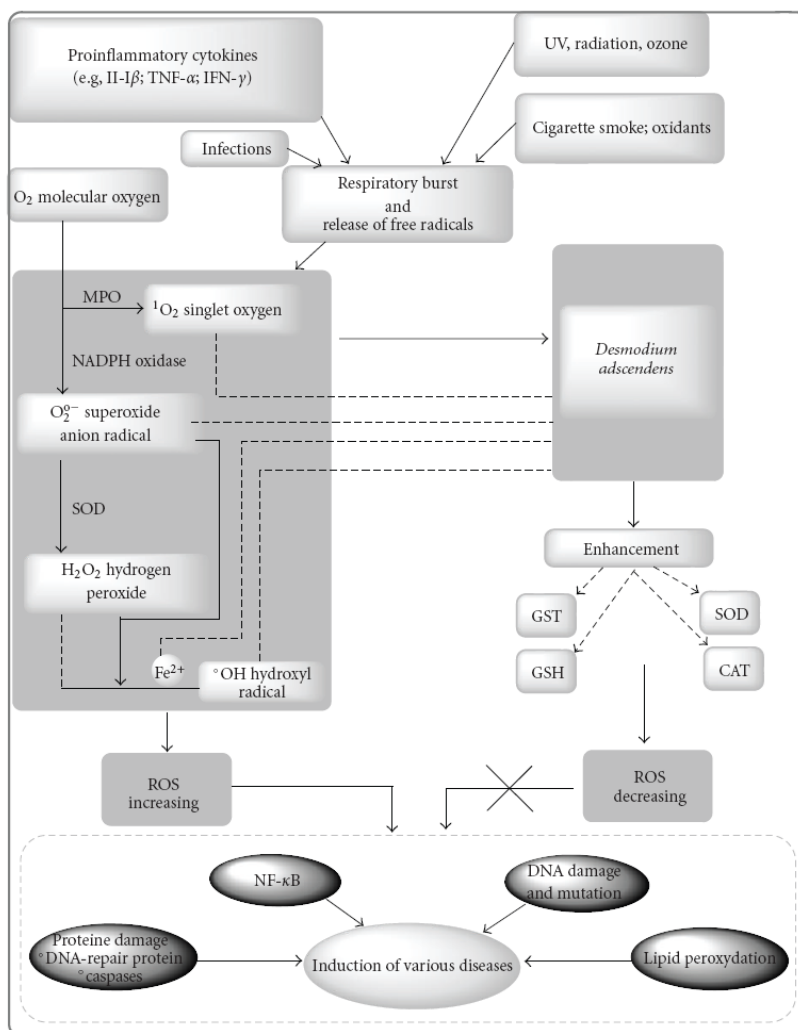 Proinflammatory cytokines
(e.g, II-Iβ; TNF-α; IFN-γ)
UV, radiation, ozone
Cigarette smoke; oxidants
Infections
O₂ molecular oxygen
Respiratory burst
and
release of free radicals
MPO
¹O₂ singlet oxygen
NADPH oxidase
Desmodium
adscendens
O₂°⁻ superoxide
anion radical
SOD
H₂O₂ hydrogen
peroxide
Fe²⁺
°OH hydroxyl
radical
Enhancement
GST
SOD
GSH
CAT
ROS
increasing
ROS
decreasing
NF-κB
DNA damage
and mutation
Proteine damage
°DNA-repair protein
°caspases
Induction of various diseases
Lipid peroxydation